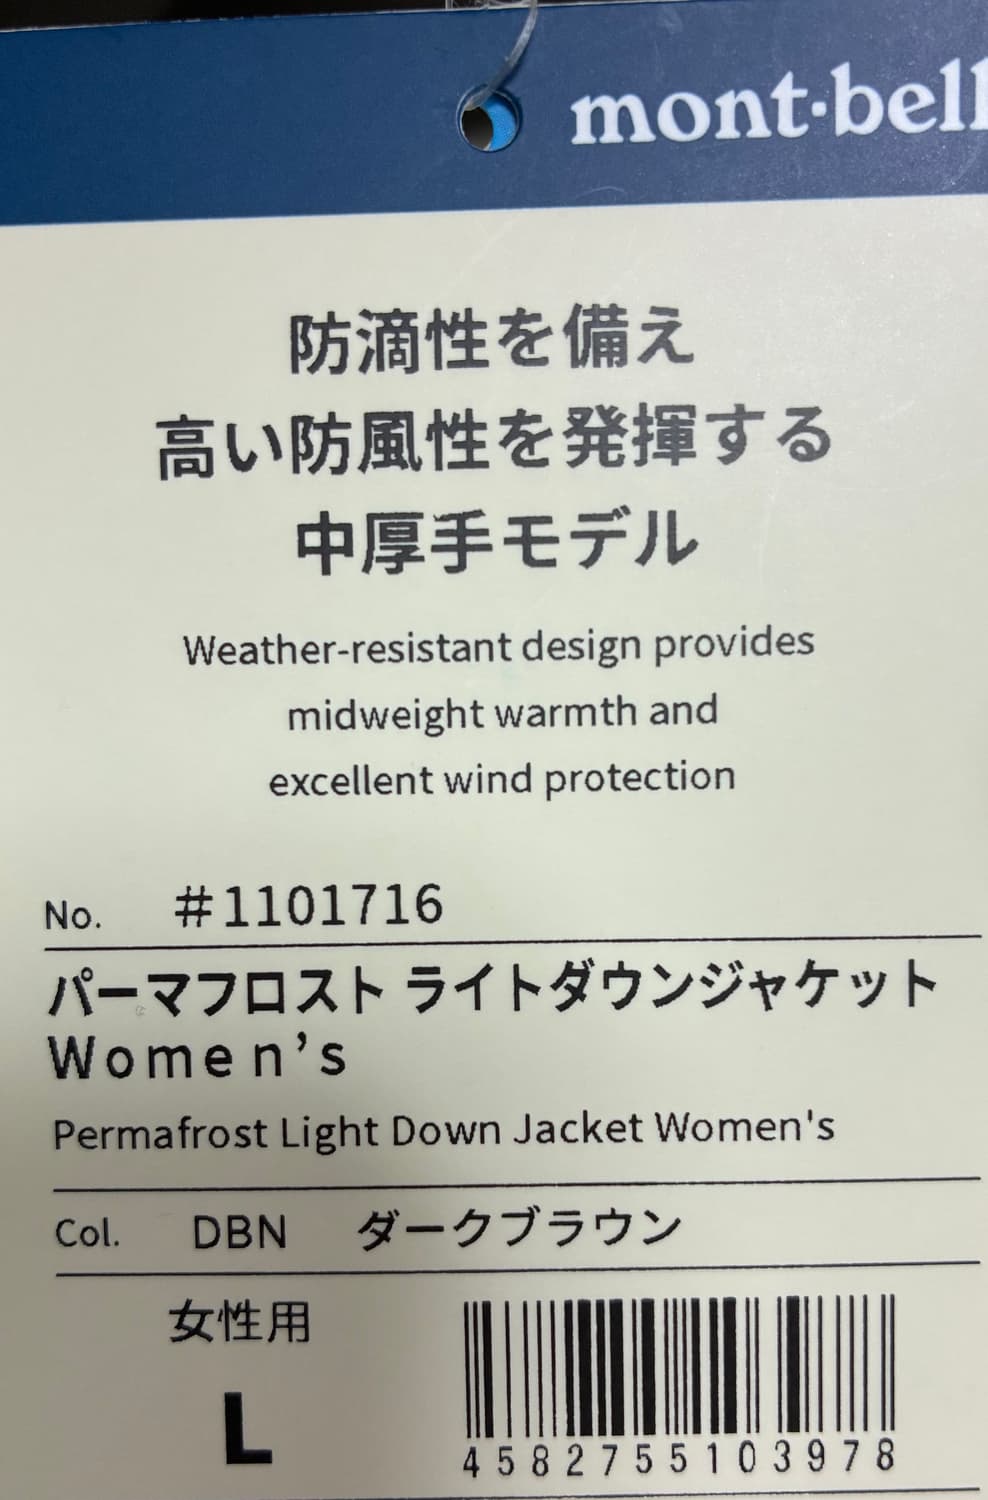 mont·bell
防滴性を備え
高い防風性を発揮する
中厚手モデル
Weather-resistant design provides
midweight warmth and
excellent wind protection
No. #1101716
パーマフロスト ライトダウンジャケット
Women's
Permafrost Light Down Jacket Women's
Col. DBN ダークブラウン
女性用
L
4582755103978